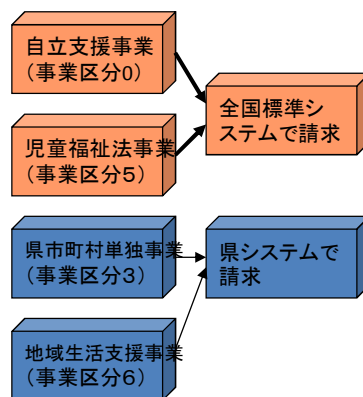 自立支援事業
（事業区分0）
全国標準シ
ステムで請求
児童福祉法事業
（事業区分5）
県市町村単独事業
（事業区分3）
県システムで
請求
地域生活支援事業
（事業区分6）